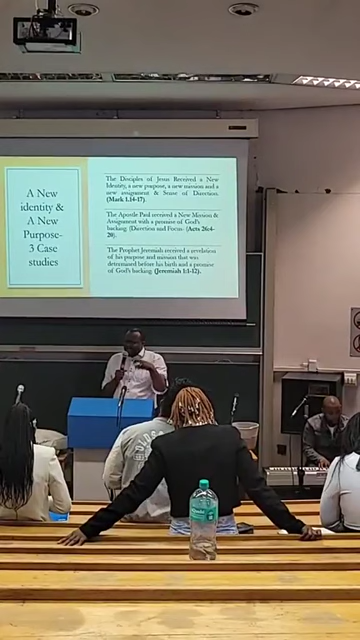 A New
identity &
A New
Purpose-
3 Case
studies
The Disciples of Jesus Received a New
Identity, a new purpose, a new mission and a
new assignment & Sense of Direction.
(Mark 1.14-17)
The Apostle Paul received a New Mission &
Assignment with a promise of God's
backing. (Direction and Focus- (Acts 26:4-
20).
The Prophet Jeremiah received a revelation
of his purpose and mission that was
determined before his birth and a promise
of God's backing. (Jeremiah 1:1-12).